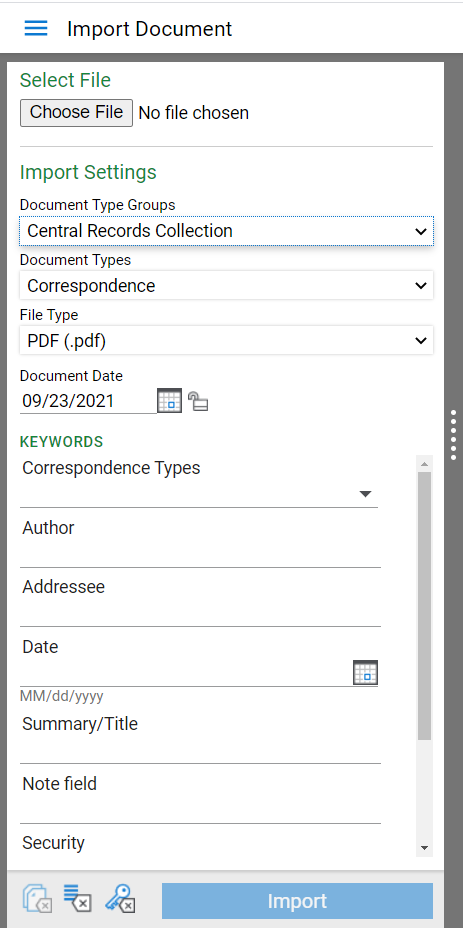 Import Document
Select File
Choose File No file chosen
Import Settings
Document Type Groups
Central Records Collection
Document Types
Correspondence
File Type
PDF (.pdf)
Document Date
09/23/2021
KEYWORDS
Correspondence Types
Author
Addressee
Date
MM/dd/yyyy
Summary/Title
Note field
Security
Import